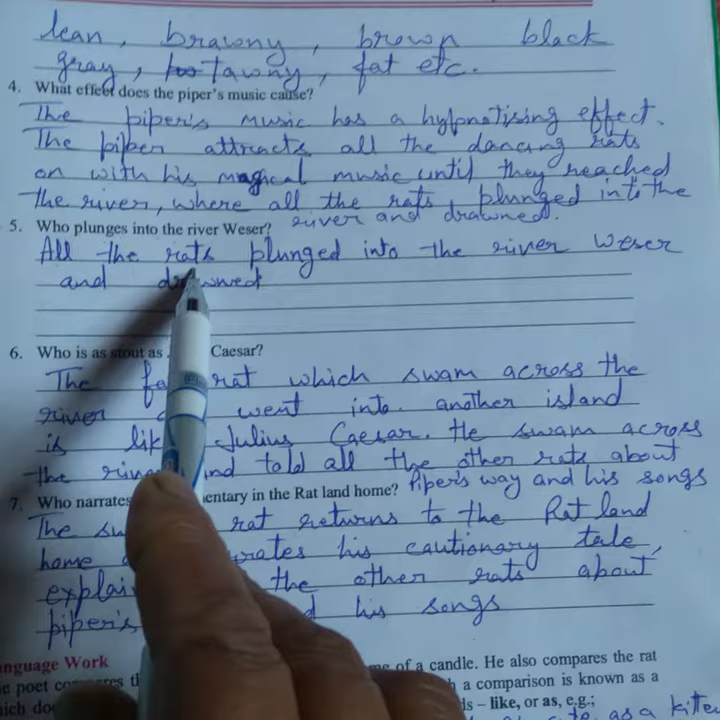 lean, brawny, brown black
gray, tawny, fat etc.
4. What effect does the piper's music cause?
The piper's music has a hypnotising effect.
The piper attracts all the dancing rats
on with his magical music until they reached
the river, where all the rats plunged into the
river and drawned.
5. Who plunges into the river Weser?
All the rats plunged into the river weser
and drawned
6. Who is as stout as Caesar?
The rat which swam across the
river went into another island
is Julius Caesar. He swam across
the and told all the other rats about
Piper's way and his songs
7. Who narrates in the Rat land home?
The rat returns to the Rat land
home his cautionary tale,
the other rats about
piper's his songs
Language Work
of a candle. He also compares the rat
a comparison is known as a
– like, or as, e.g.;
as a kitten